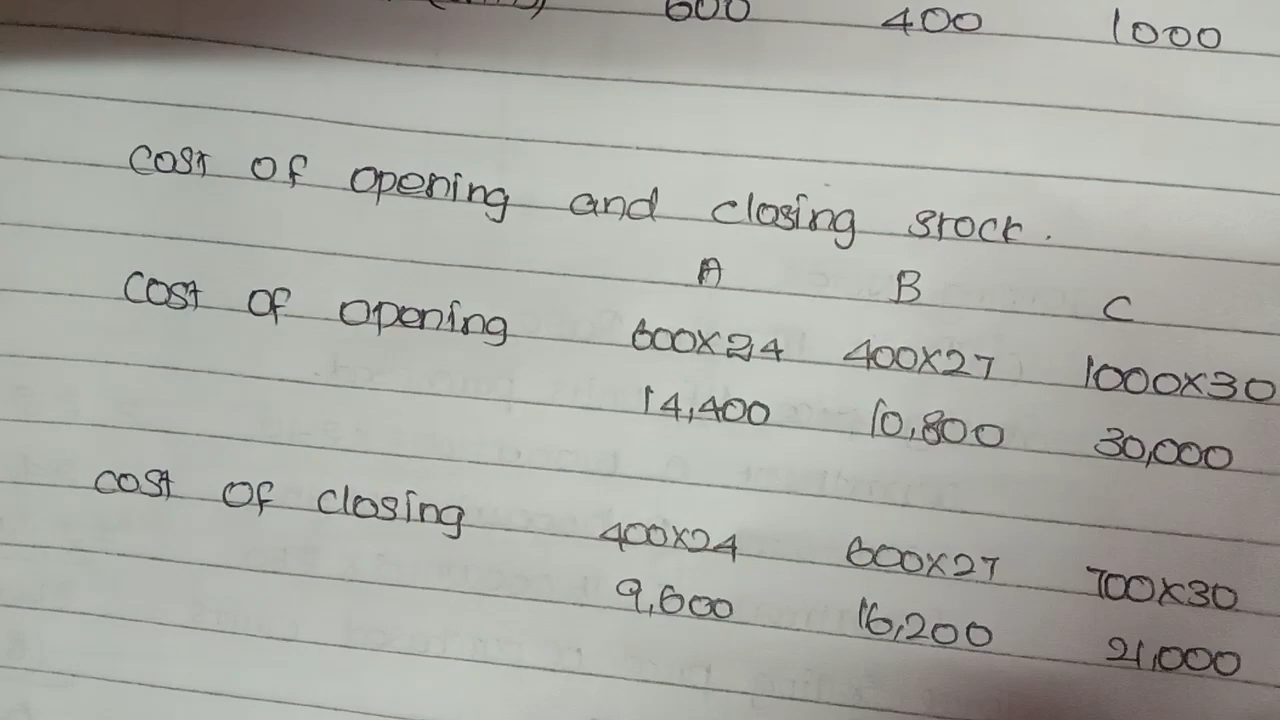 600 400 1000
cost of opening and closing stock.
A B C
cost of opening 600x24 400x27 1000x30
14,400 10,800 30,000
cost of closing 400x24 600x27 700x30
9,600 16,200 21,000